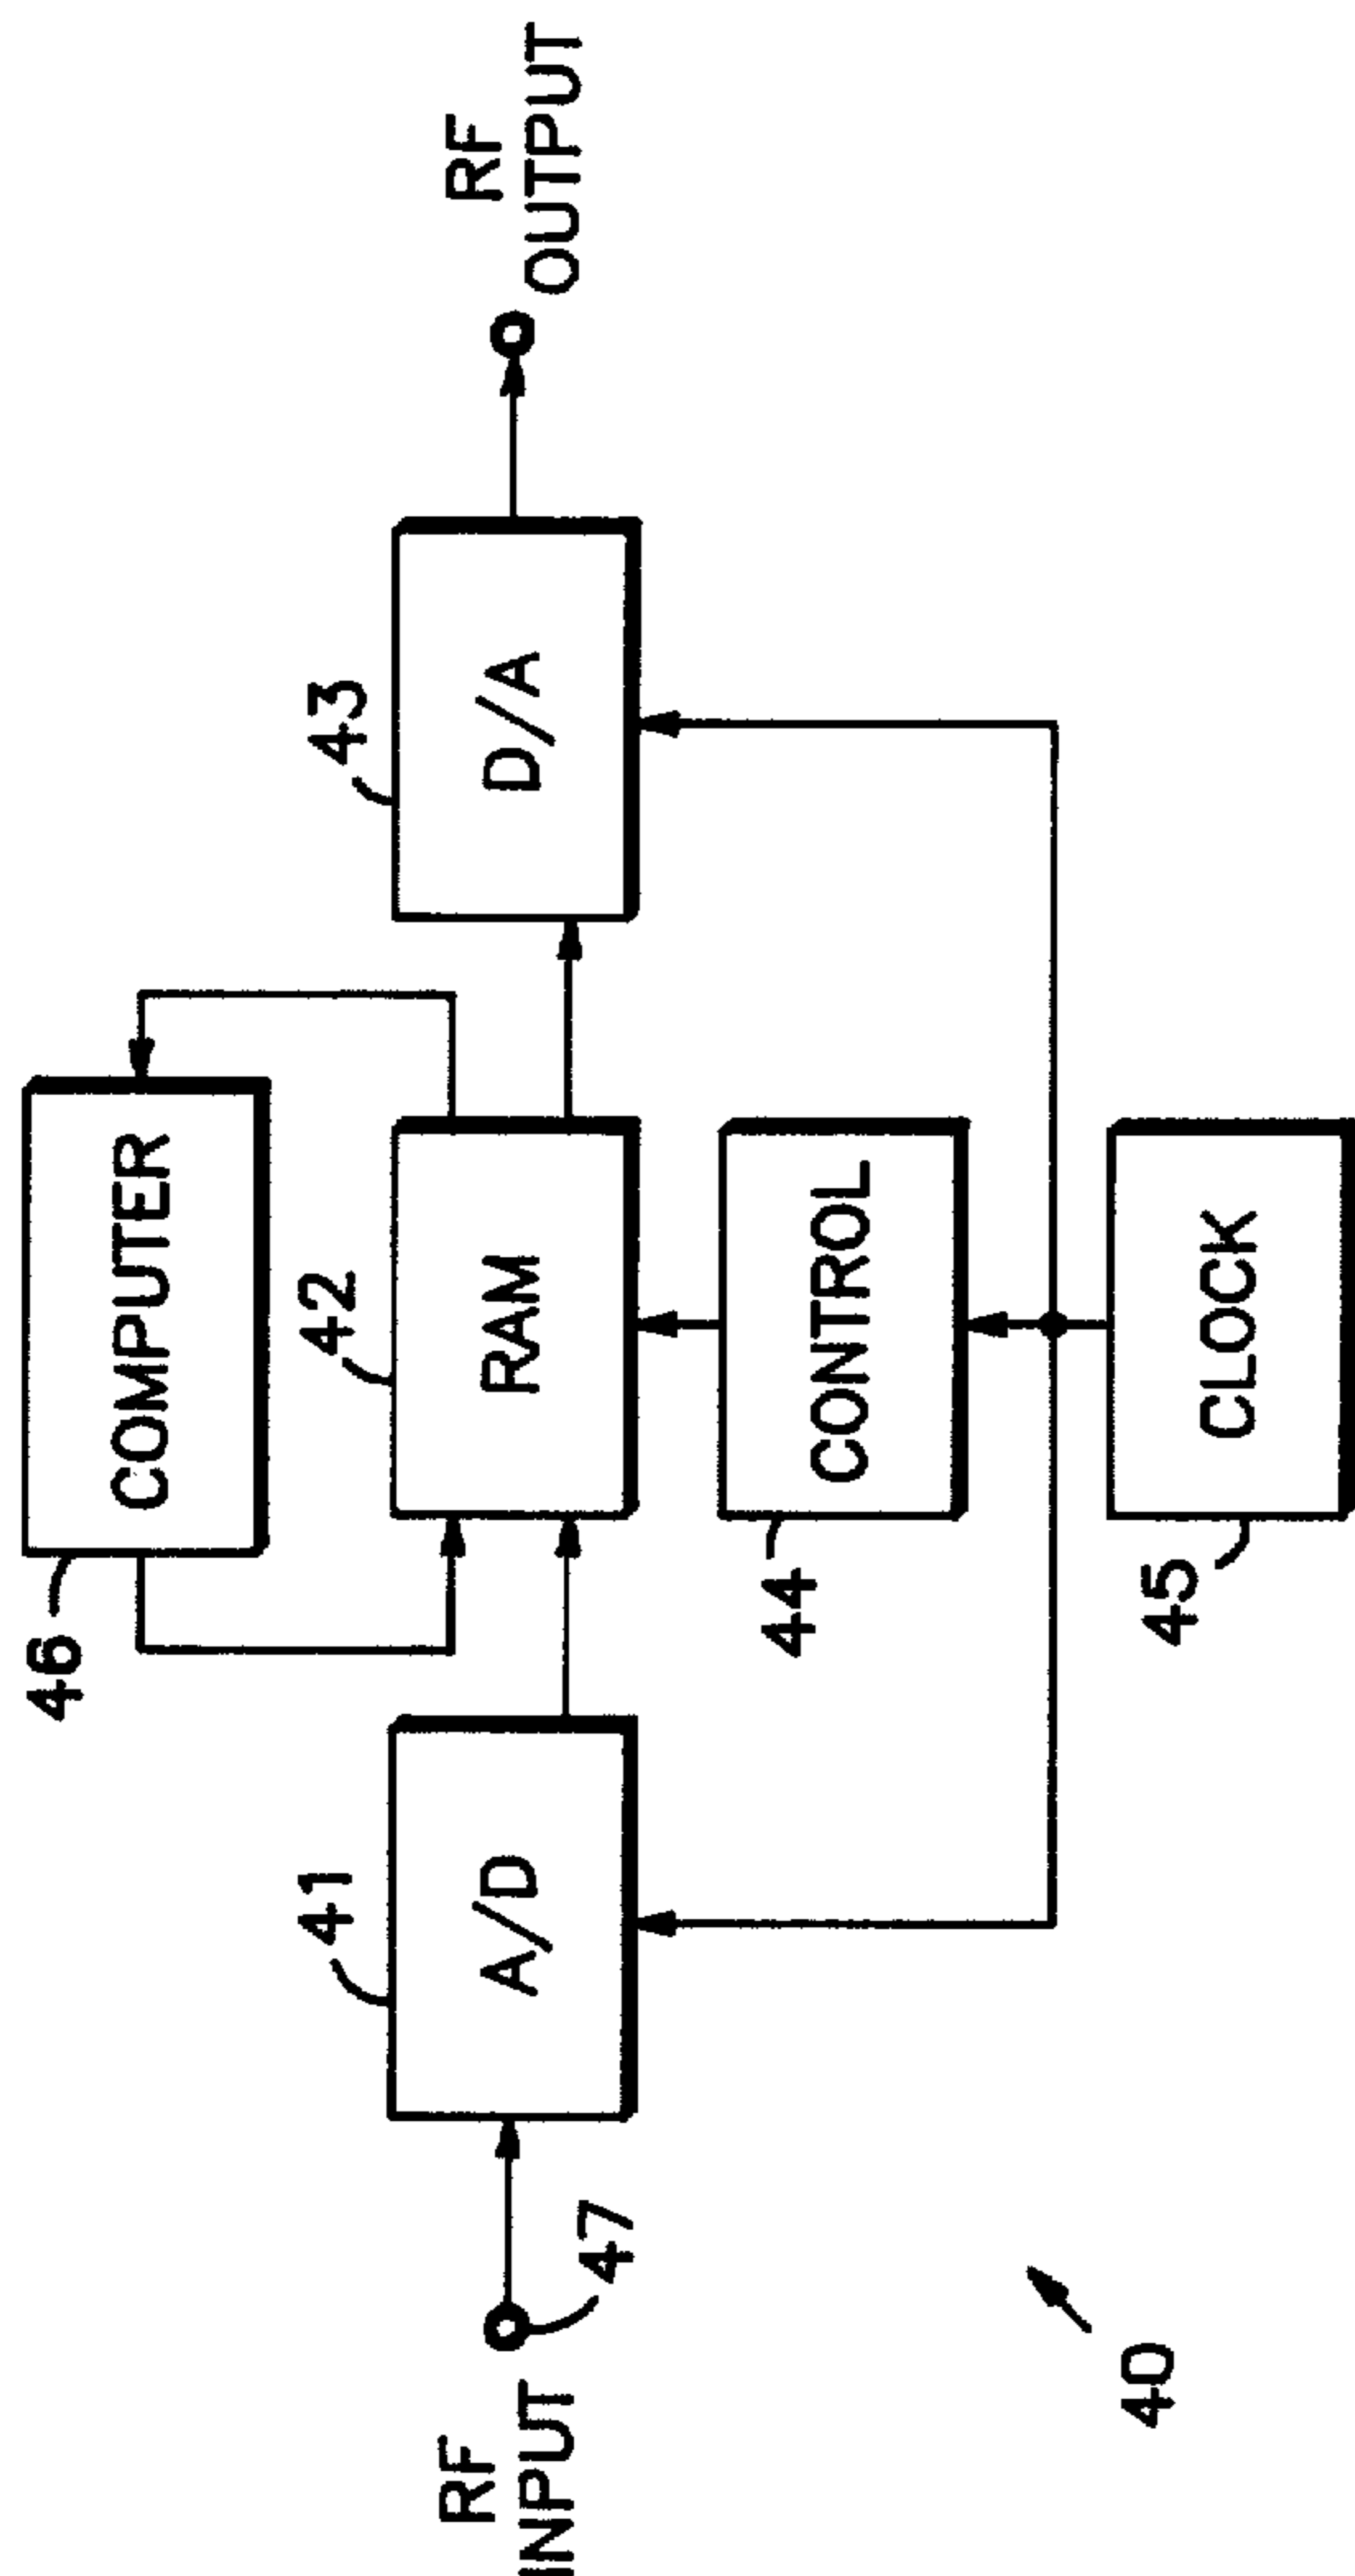 46
COMPUTER
RF
INPUT
47
41
A/D
42
RAM
43
D/A
RF
OUTPUT
44
CONTROL
45
CLOCK
40